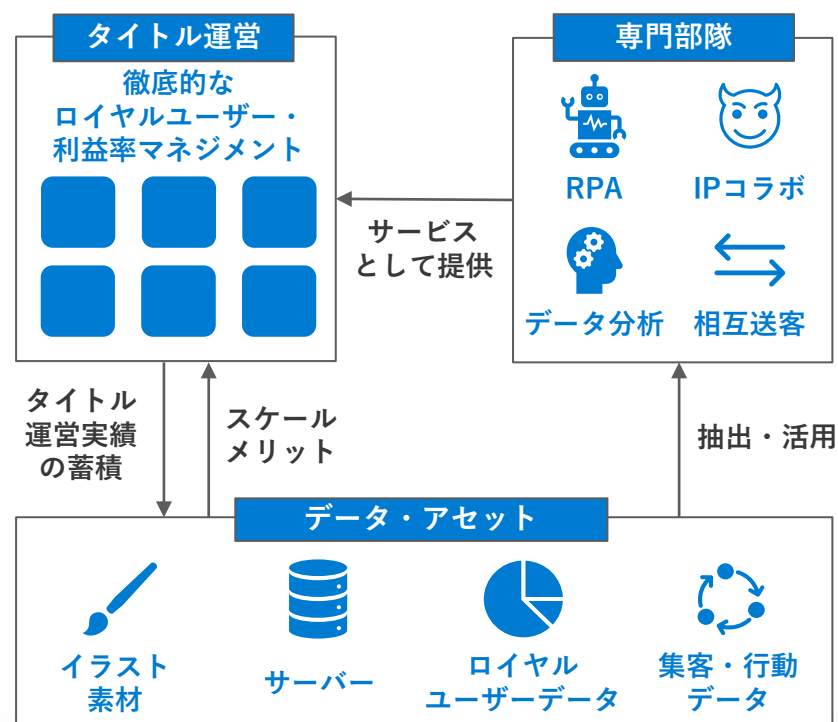 タイトル運営
徹底的な
ロイヤルユーザー・
利益率マネジメント
専門部隊
RPA
IPコラボ
データ分析
相互送客
サービス
として提供
タイトル
運営実績
の蓄積
スケール
メリット
抽出・活用
データ・アセット
イラスト
素材
サーバー
ロイヤル
ユーザーデータ
集客・行動
データ